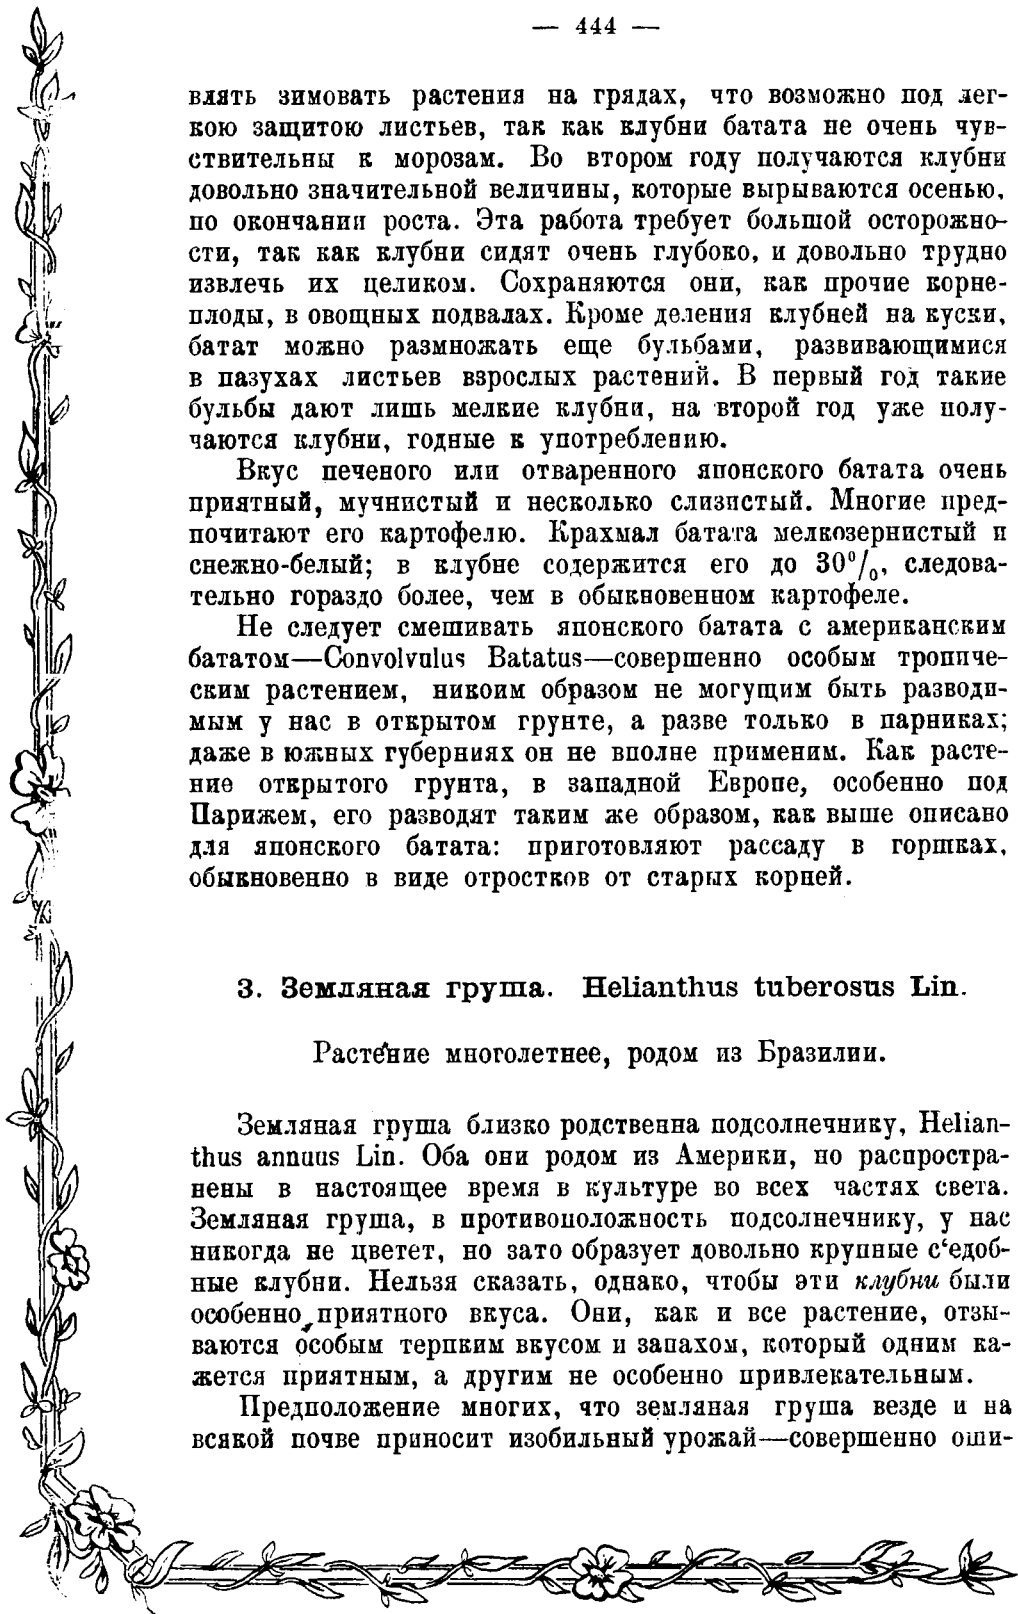 — 444 —
влять зимовать растения на грядах, что возможно под лег-
кою защитою листьев, так как клубни батата не очень чув-
ствительны к морозам. Во втором году получаются клубни
довольно значительной величины, которые вырываются осенью,
по окончании роста. Эта работа требует большой осторожно-
сти, так как клубни сидят очень глубоко, и довольно трудно
извлечь их целиком. Сохраняются они, как прочие корне-
плоды, в овощных подвалах. Кроме деления клубней на куски,
батат можно размножать еще бульбами, развивающимися
в пазухах листьев взрослых растений. В первый год такие
бульбы дают лишь мелкие клубни, на второй год уже полу-
чаются клубни, годные к употреблению.
Вкус печеного или отваренного японского батата очень
приятный, мучнистый и несколько слизистый. Многие пред-
почитают его картофелю. Крахмал батата мелкозернистый и
снежно-белый; в клубне содержится его до 30%, следова-
тельно гораздо более, чем в обыкновенном картофеле.
Не следует смешивать японского батата с американским
бататом—Convolvulus Batatus—совершенно особым тропиче-
ским растением, никоим образом не могущим быть разводи-
мым у нас в открытом грунте, а разве только в парниках;
даже в южных губерниях он не вполне применим. Как расте-
ние открытого грунта, в западной Европе, особенно под
Парижем, его разводят таким же образом, как выше описано
для японского батата: приготовляют рассаду в горшках,
обыкновенно в виде отростков от старых корней.
3. Земляная груша. Helianthus tuberosus Lin.
Растение многолетнее, родом из Бразилии.
Земляная груша близко родственна подсолнечнику, Helian-
thus annuus Lin. Оба они родом из Америки, но распростра-
нены в настоящее время в культуре во всех частях света.
Земляная груша, в противоположность подсолнечнику, у нас
никогда не цветет, но зато образует довольно крупные с‘едоб-
ные клубни. Нельзя сказать, однако, чтобы эти клубни были
особенно приятного вкуса. Они, как и все растение, отзы-
ваются особым терпким вкусом и запахом, который одним ка-
жется приятным, а другим не особенно привлекательным.
Предположение многих, что земляная груша везде и на
всякой почве приносит изобильный урожай—совершенно оши-